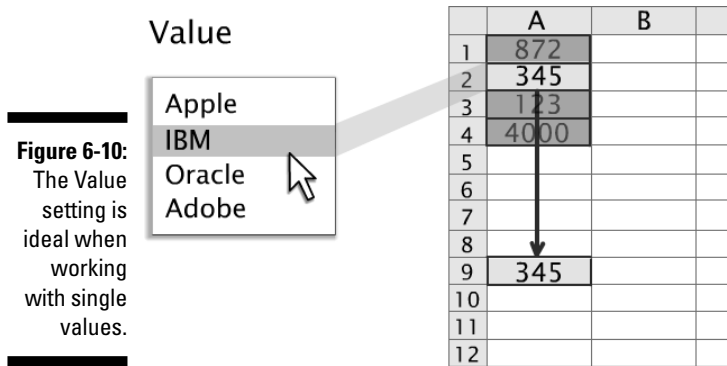 Value
Apple
IBM
Oracle
Adobe
Figure 6-10:
The Value
setting is
ideal when
working
with single
values.
A B
1 872
2 345
3 123
4 4000
5
6
7
8
9 345
10
11
12